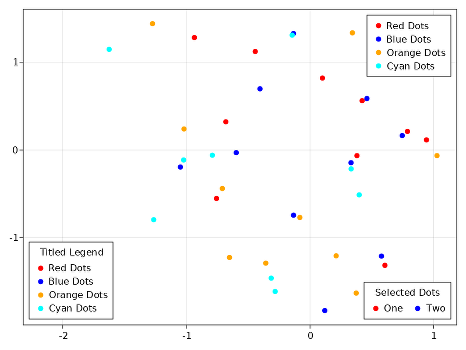 Red Dots
Blue Dots
Orange Dots
Cyan Dots
1
0
-1
Titled Legend
Red Dots
Blue Dots
Orange Dots
Cyan Dots
Selected Dots
One Two
-2 -1 0 1